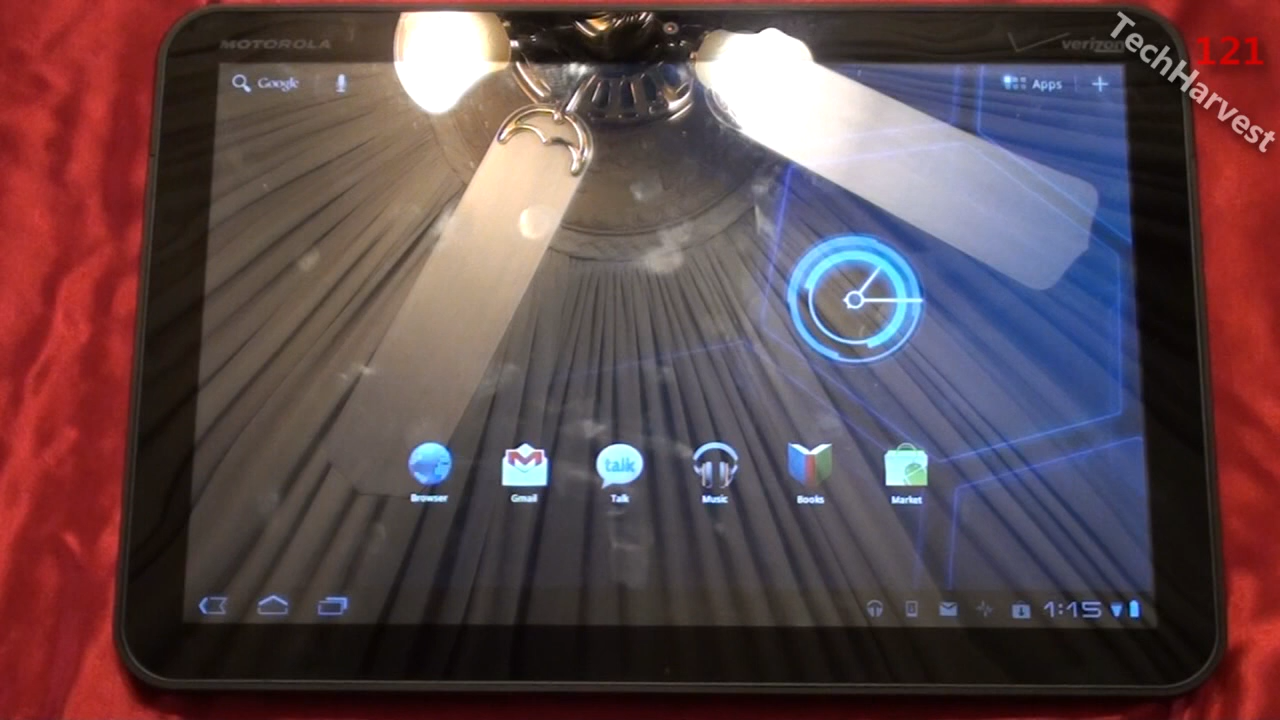 MOTOROLA
verizon
TechHarvest
121
Google
Apps
talk
Browser
Gmail
Talk
Music
Books
Market
1:15